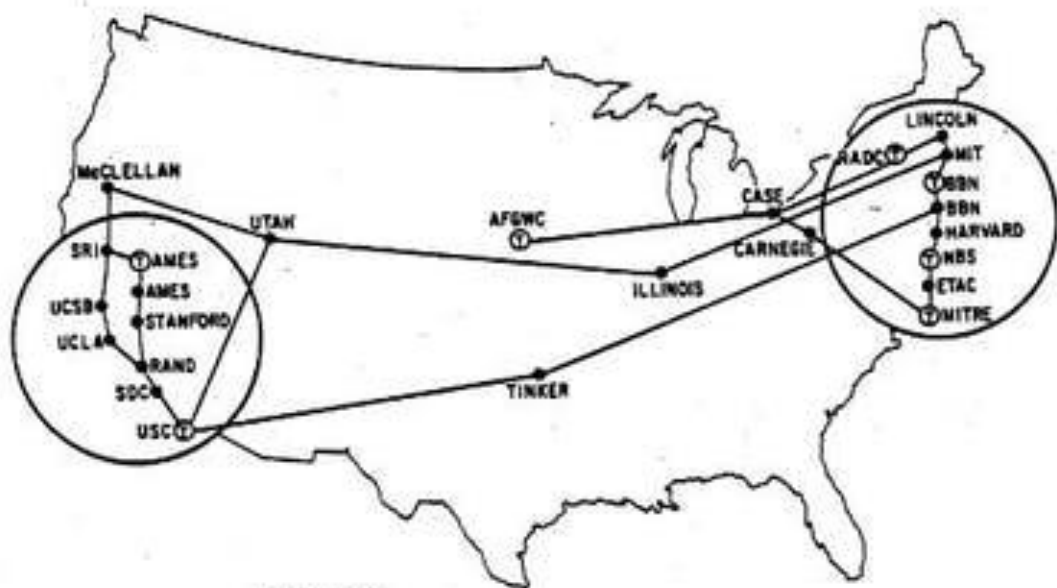 McCLELLAN
UTAH
SRI
T AMES
AMES
UCSB
STANFORD
UCLA
RAND
SDC
USC T
AFGWC
T
CASE
CARNEGIE
ILLINOIS
TINKER
LINCOLN
RADC T
MIT
T BBN
BBN
HARVARD
T NBS
ETAC
T MITRE